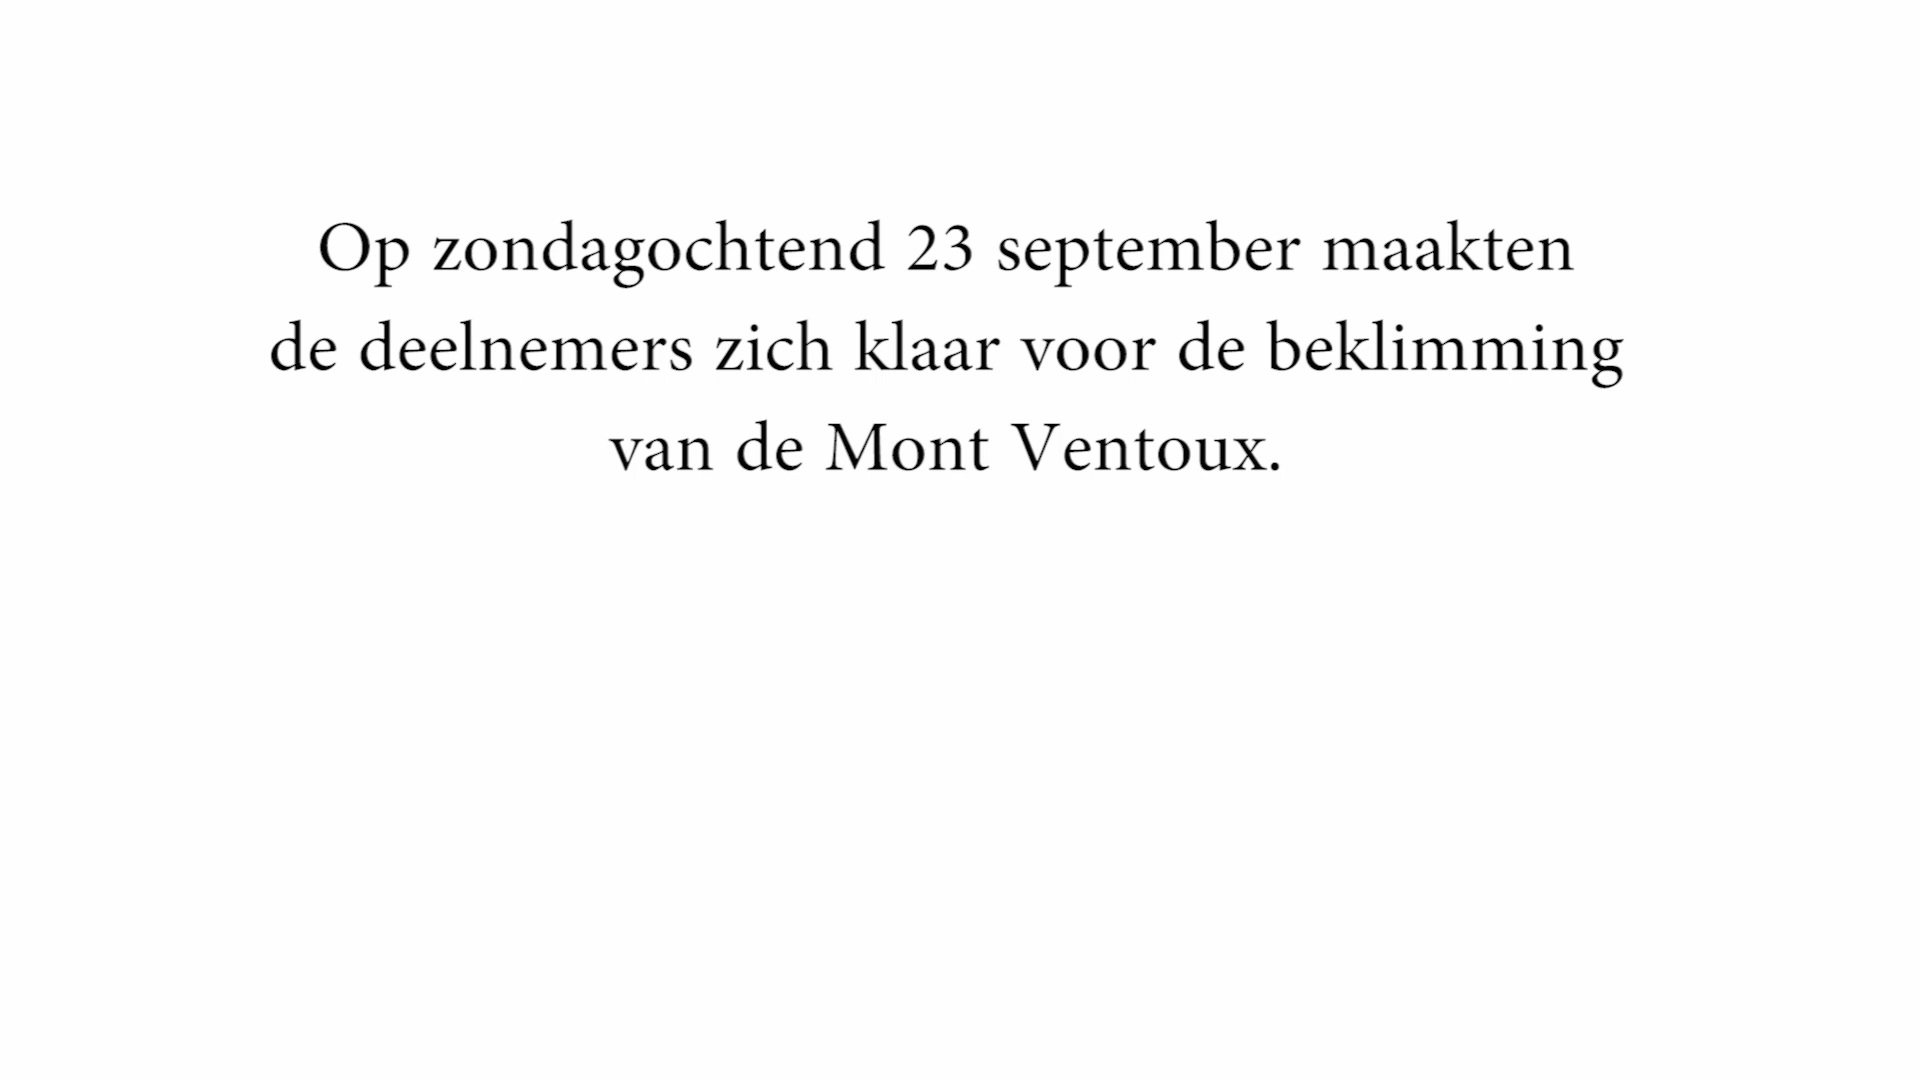 Op zondagochtend 23 september maakten
de deelnemers zich klaar voor de beklimming
van de Mont Ventoux.